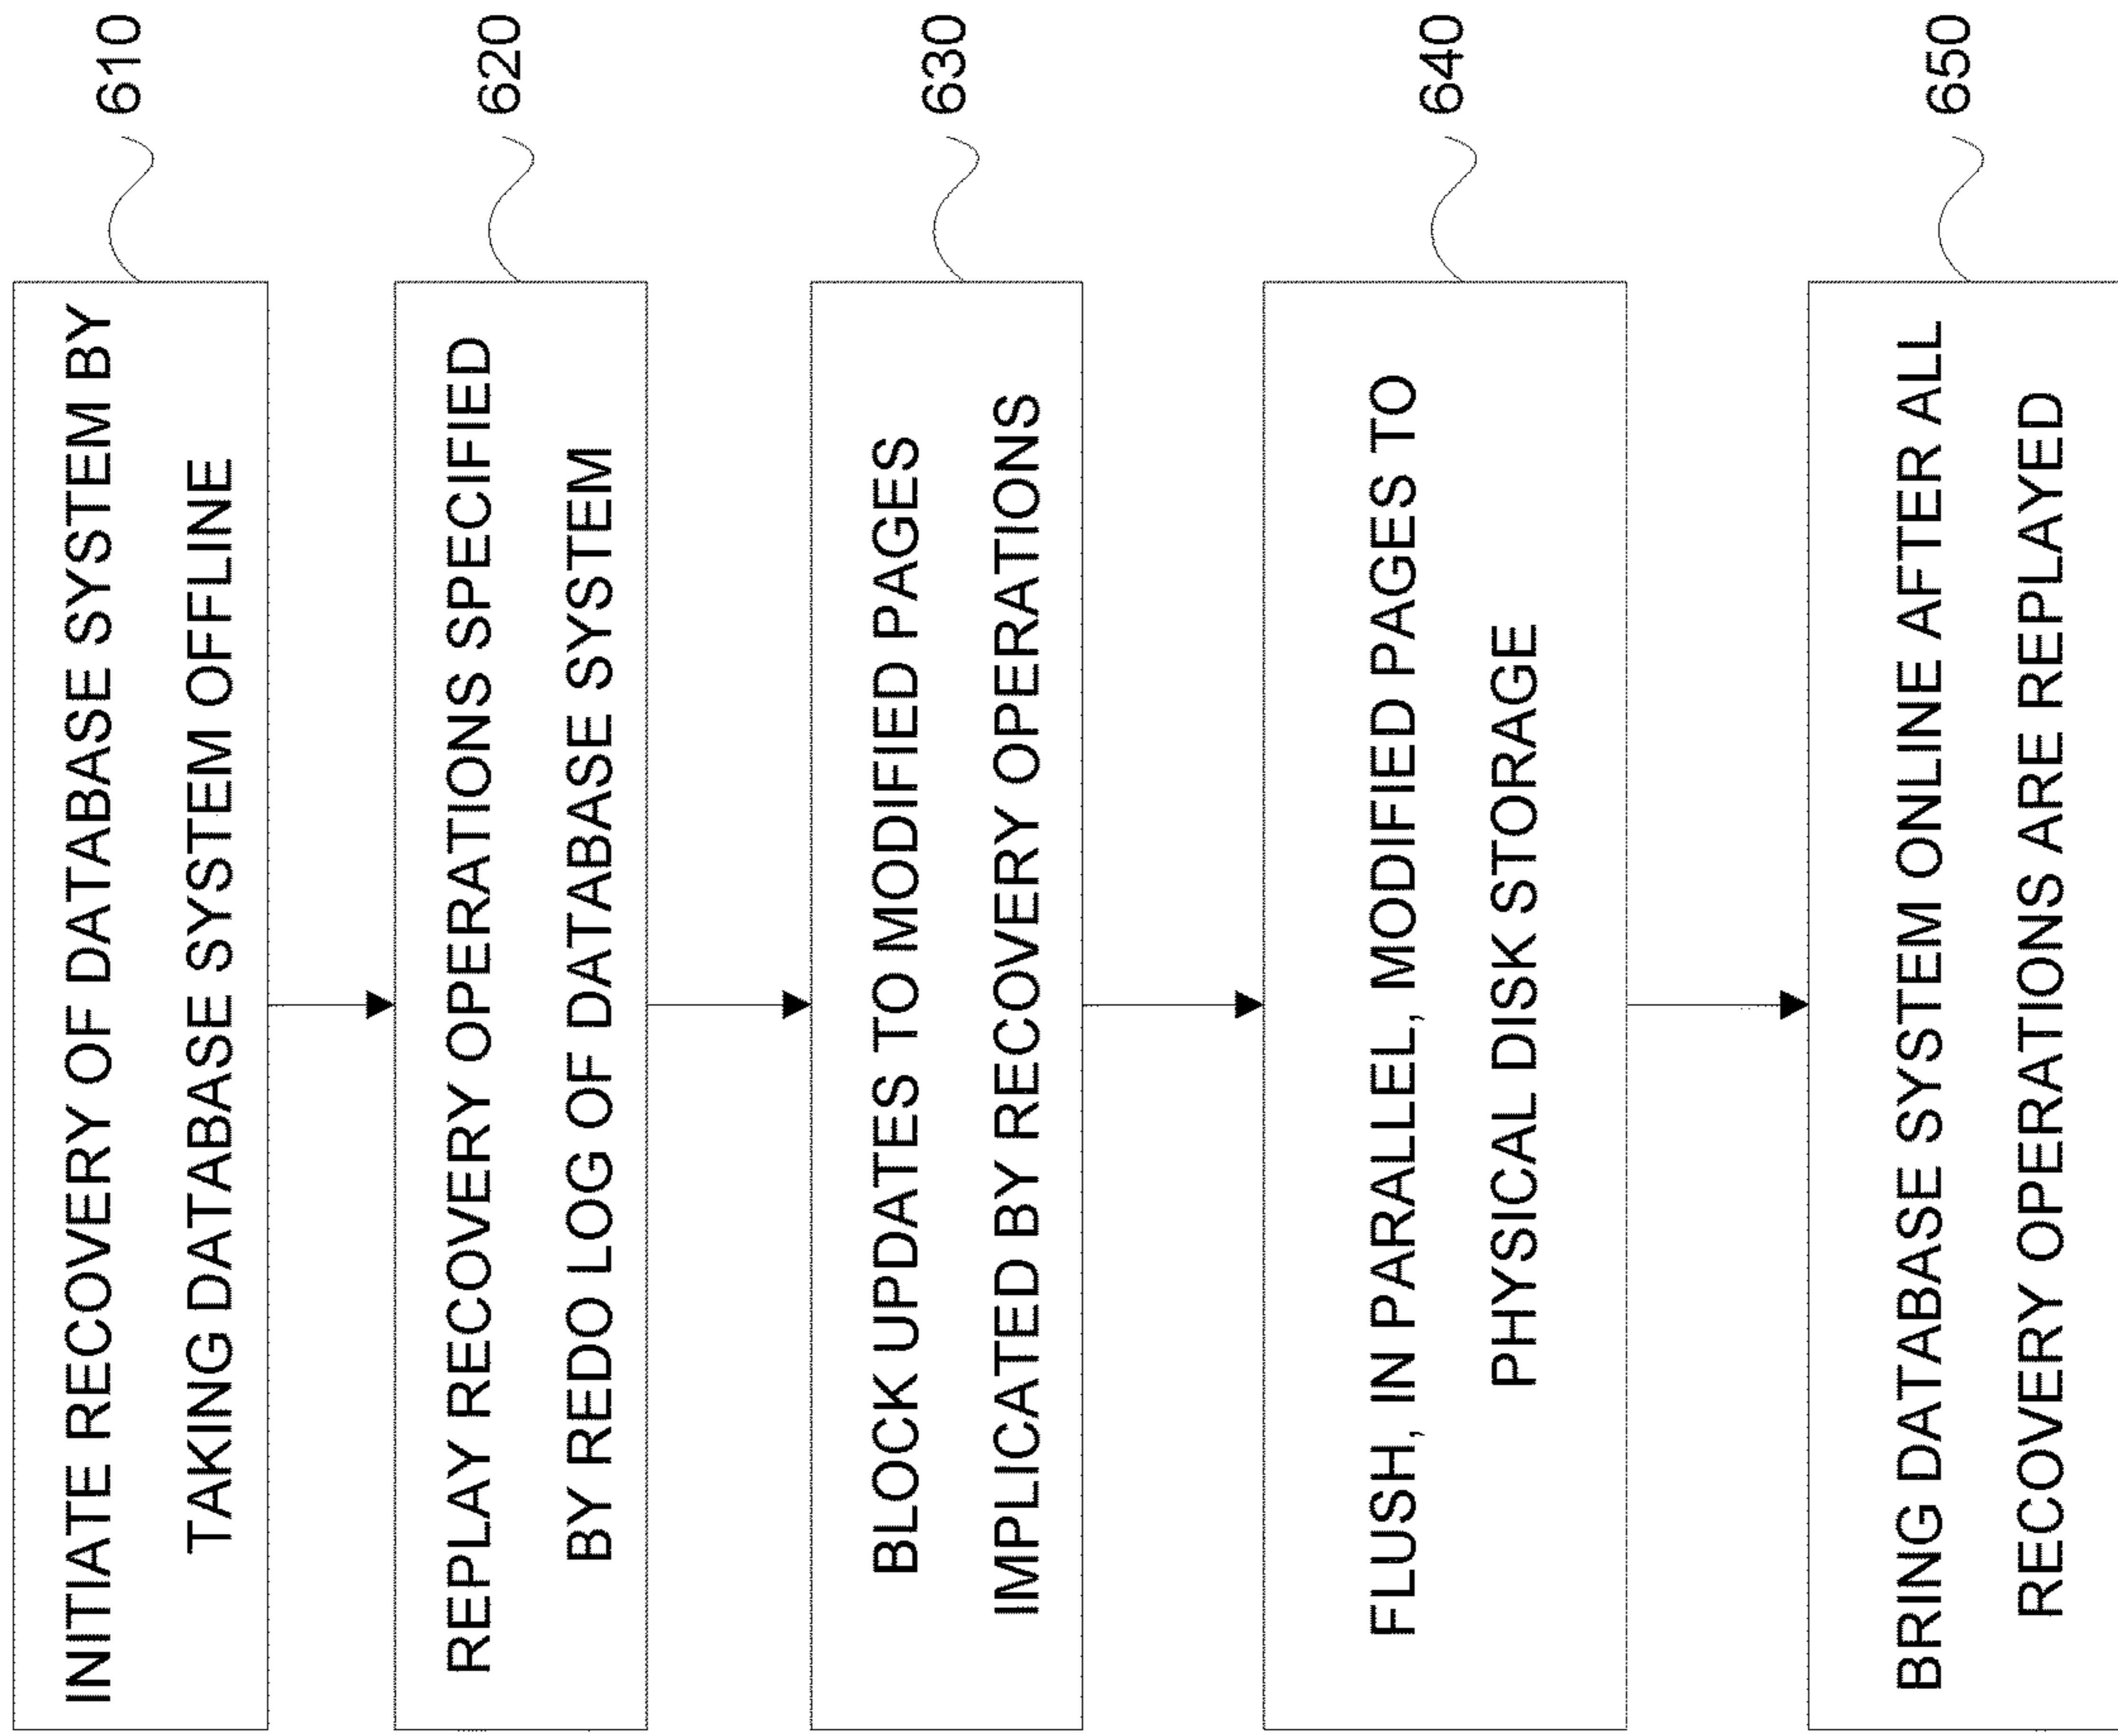 INITIATE RECOVERY OF DATABASE SYSTEM BY
TAKING DATABASE SYSTEM OFFLINE
610
REPLAY RECOVERY OPERATIONS SPECIFIED
BY REDO LOG OF DATABASE SYSTEM
620
BLOCK UPDATES TO MODIFIED PAGES
IMPLICATED BY RECOVERY OPERATIONS
630
FLUSH, IN PARALLEL, MODIFIED PAGES TO
PHYSICAL DISK STORAGE
640
BRING DATABASE SYSTEM ONLINE AFTER ALL
RECOVERY OPERATIONS ARE REPLAYED
650